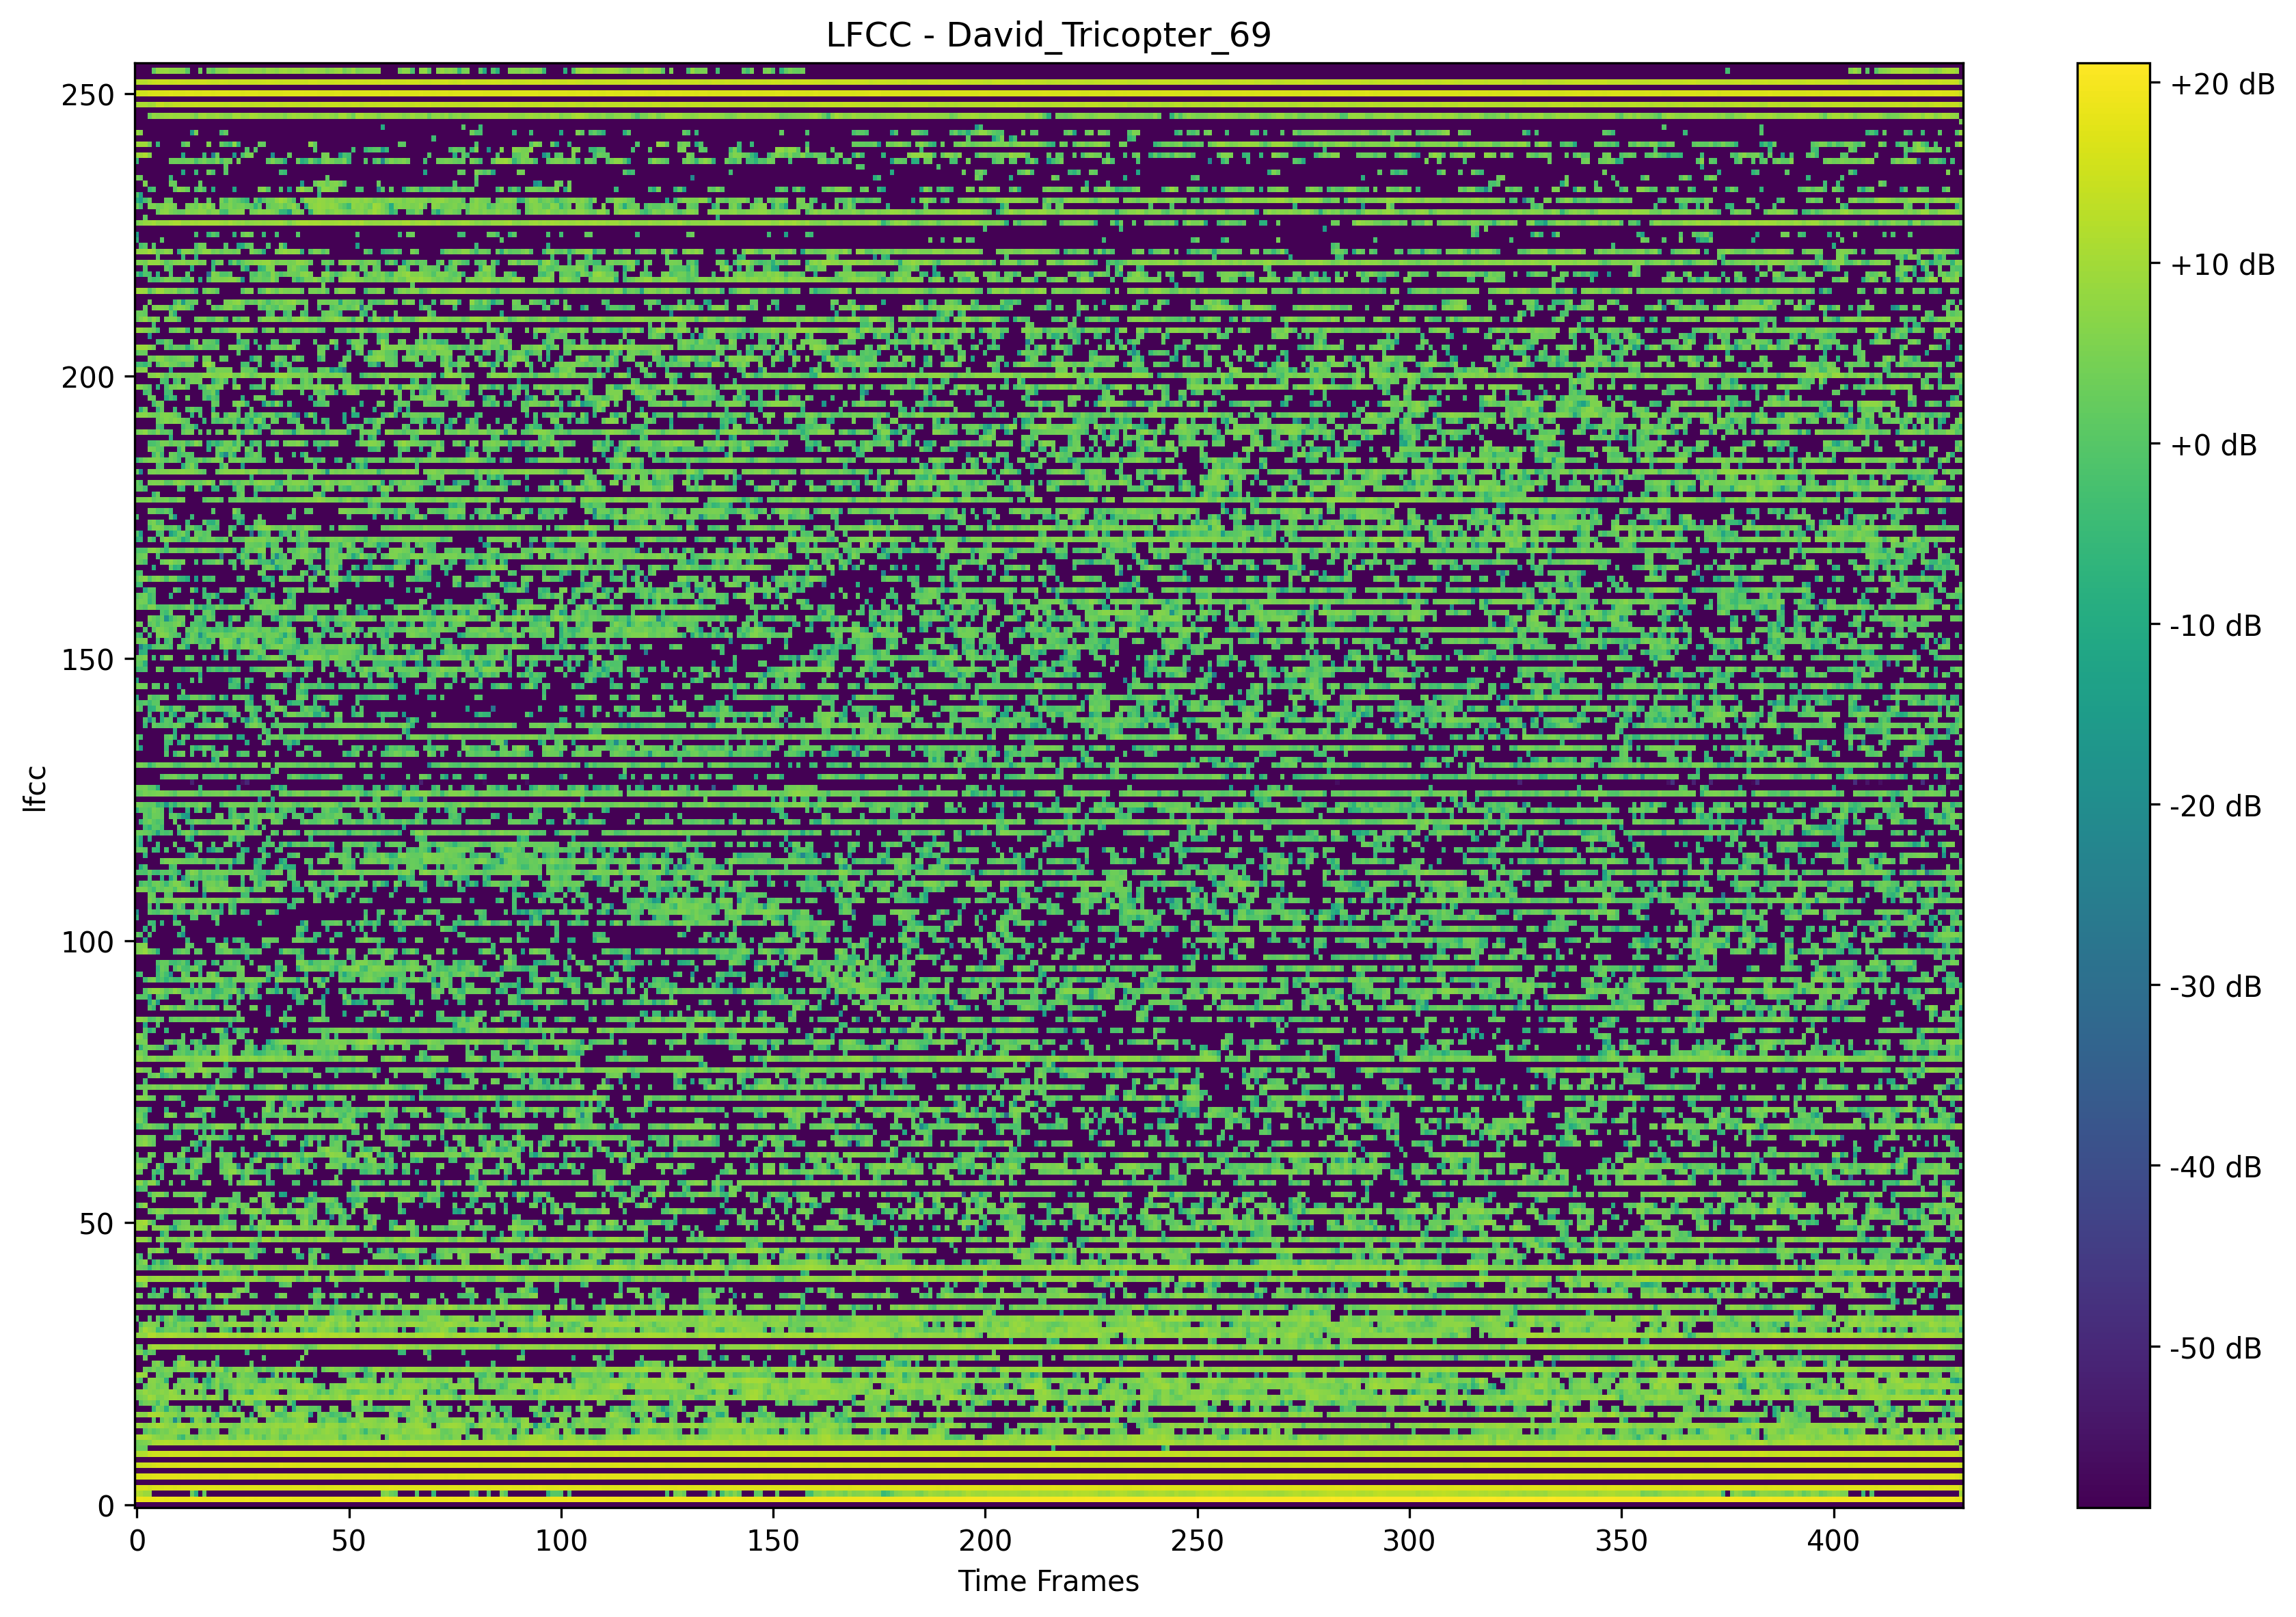 LFCC - David_Tricopter_69
250
200
150
100
50
0
lfcc
0 50 100 150 200 250 300 350 400
Time Frames
+20 dB
+10 dB
+0 dB
-10 dB
-20 dB
-30 dB
-40 dB
-50 dB